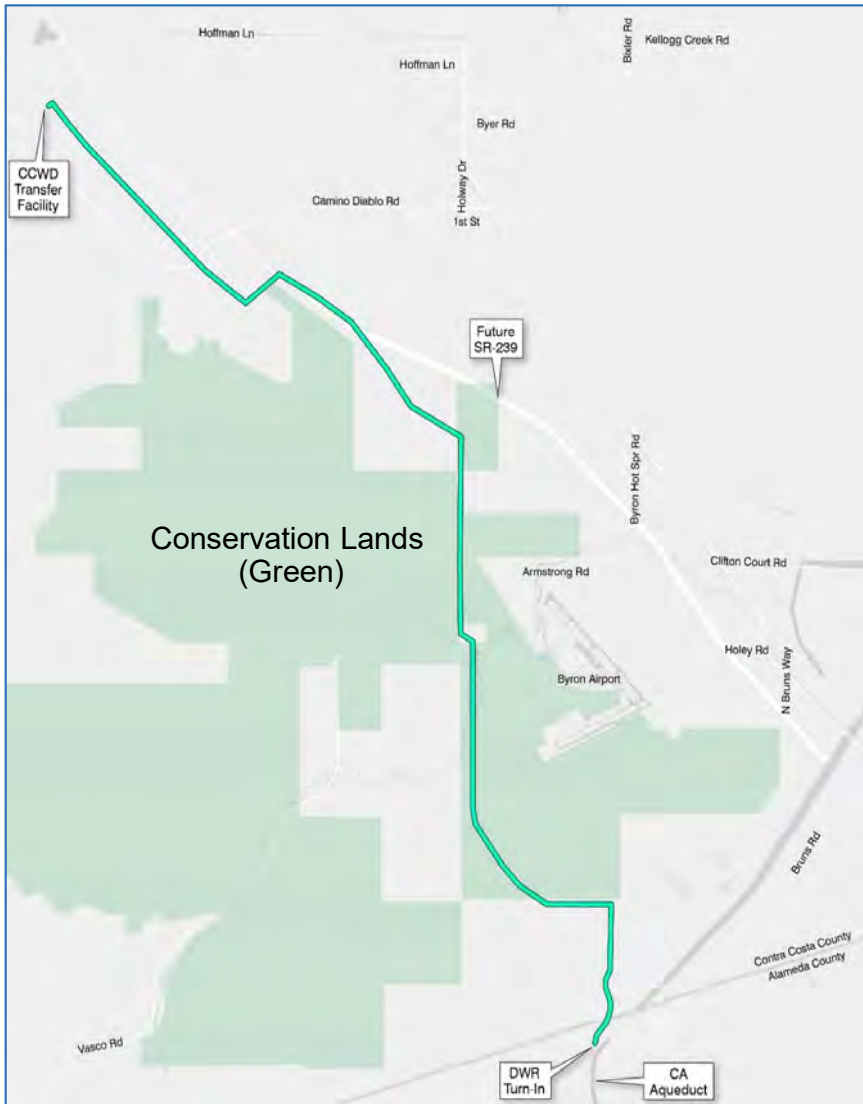 Hoffman Ln
Bixler Rd
Kellogg Creek Rd
Hoffman Ln
Byer Rd
CCWD
Transfer
Facility
Holway Dr
Camino Diablo Rd
1st St
Future
SR-239
Byron Hot Spr Rd
Conservation Lands
(Green)
Armstrong Rd
Clifton Court Rd
Holey Rd
Byron Airport
N Bruns Way
Bruns Rd
Contra Costa County
Alameda County
Vasco Rd
DWR
Turn-In
CA
Aqueduct